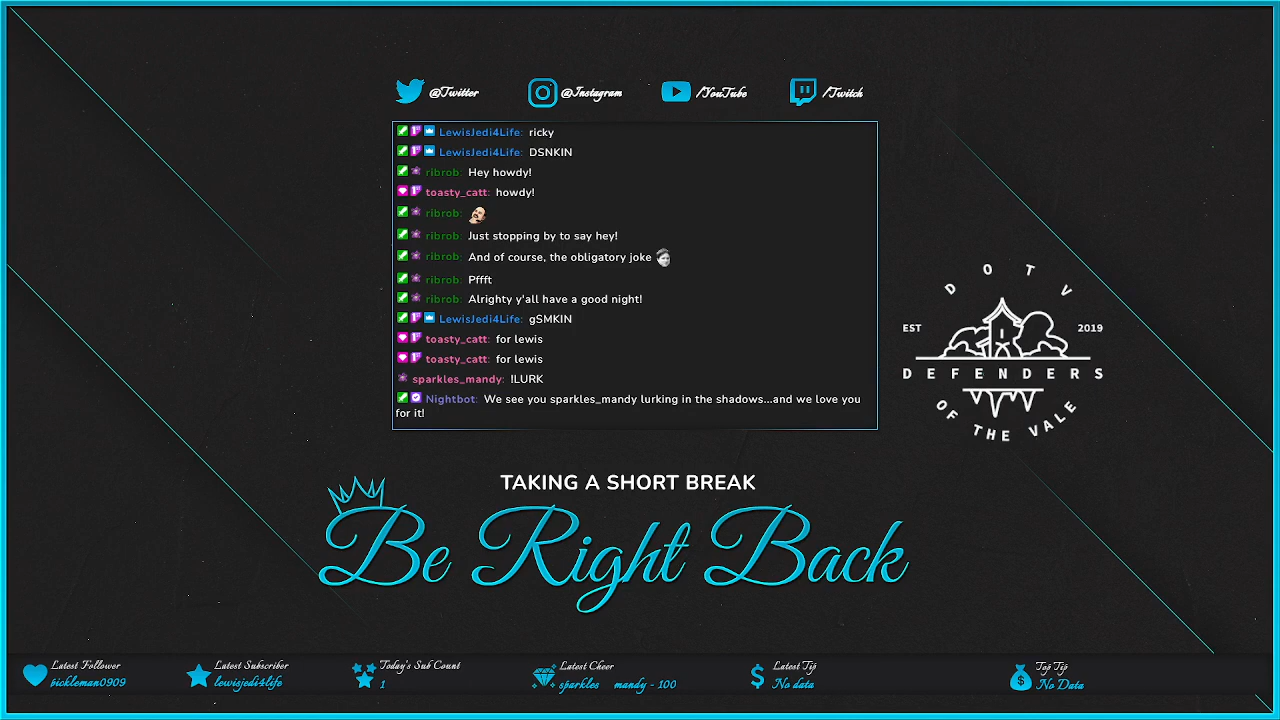 @Twitter @Instagram /YouTube /Twitch
LewisJedi4Life: ricky
LewisJedi4Life: DSNKIN
ribrob: Hey howdy!
toasty_catt: howdy!
ribrob:
ribrob: Just stopping by to say hey!
ribrob: And of course, the obligatory joke
ribrob: Pffft
ribrob: Alrighty y'all have a good night!
LewisJedi4Life: gSMKIN
toasty_catt: for lewis
toasty_catt: for lewis
sparkles_mandy: !LURK
Nightbot: We see you sparkles_mandy lurking in the shadows...and we love you
for it!
DOTV
EST 2019
DEFENDERS
OF THE VALE
TAKING A SHORT BREAK
Be Right Back
Latest Follower
bickleman0909
Latest Subscriber
lewisjedi4life
Today's Sub Count
1
Latest Cheer
sparkles mandy - 100
Latest Tip
No data
Top Tip
No Data